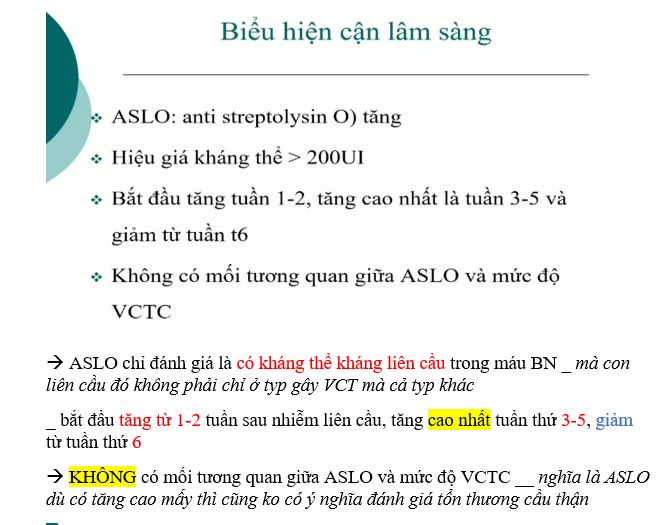 Biểu hiện cận lâm sàng
❖ ASLO: anti streptolysin O) tăng
❖ Hiệu giá kháng thể > 200UI
❖ Bắt đầu tăng tuần 1-2, tăng cao nhất là tuần 3-5 và
giảm từ tuần t6
❖ Không có mối tương quan giữa ASLO và mức độ
VCTC
→ ASLO chỉ đánh giá là có kháng thể kháng liên cầu trong máu BN _ mà con
liên cầu đó không phải chỉ ở typ gây VCT mà cả typ khác
_ bắt đầu tăng từ 1-2 tuần sau nhiễm liên cầu, tăng cao nhất tuần thứ 3-5, giảm
từ tuần thứ 6
→ KHÔNG có mối tương quan giữa ASLO và mức độ VCTC __ nghĩa là ASLO
dù có tăng cao mấy thì cũng ko có ý nghĩa đánh giá tổn thương cầu thận